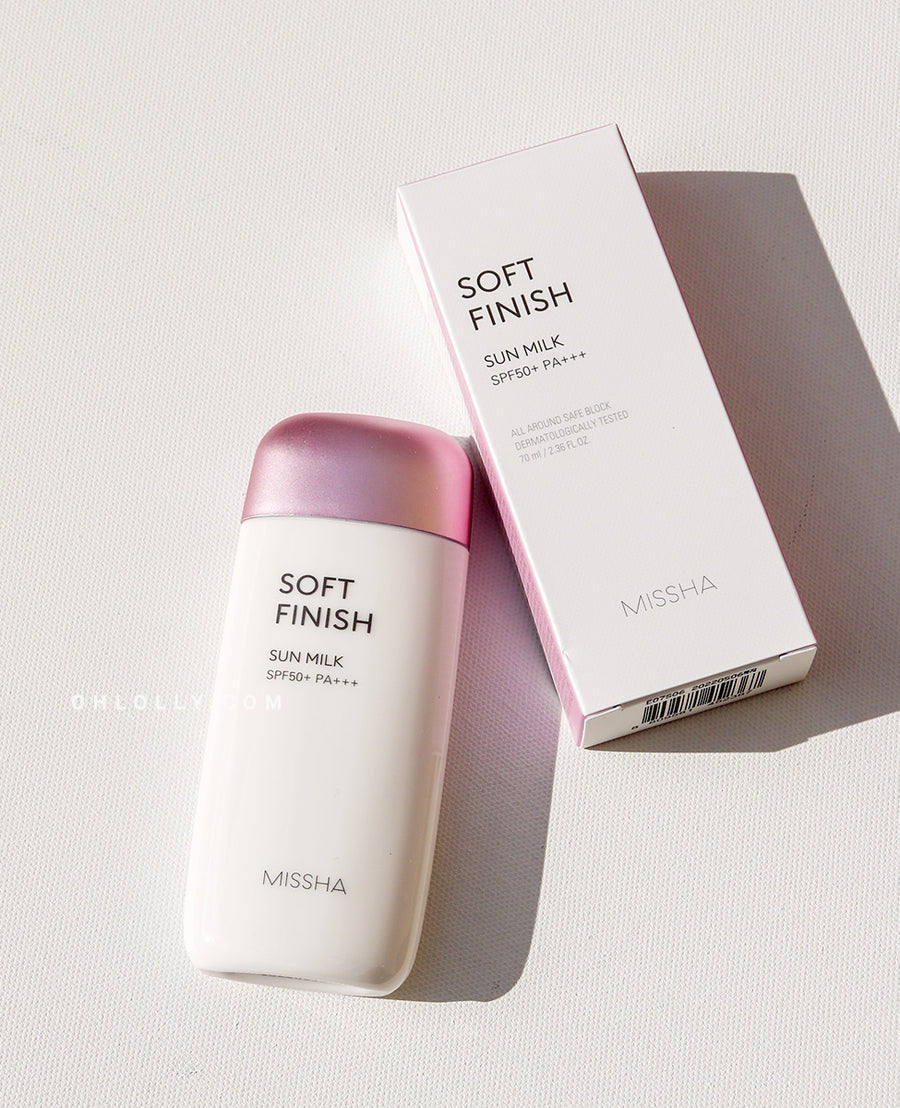 SOFT
FINISH
SUN MILK
SPF50+ PA+++
ALL AROUND SAFE BLOCK
DERMATOLOGICALLY TESTED
70 ml / 2.36 FL.OZ.
MISSHA
SOFT
FINISH
SUN MILK
SPF50+ PA+++
MISSHA
OHLOLLY.COM